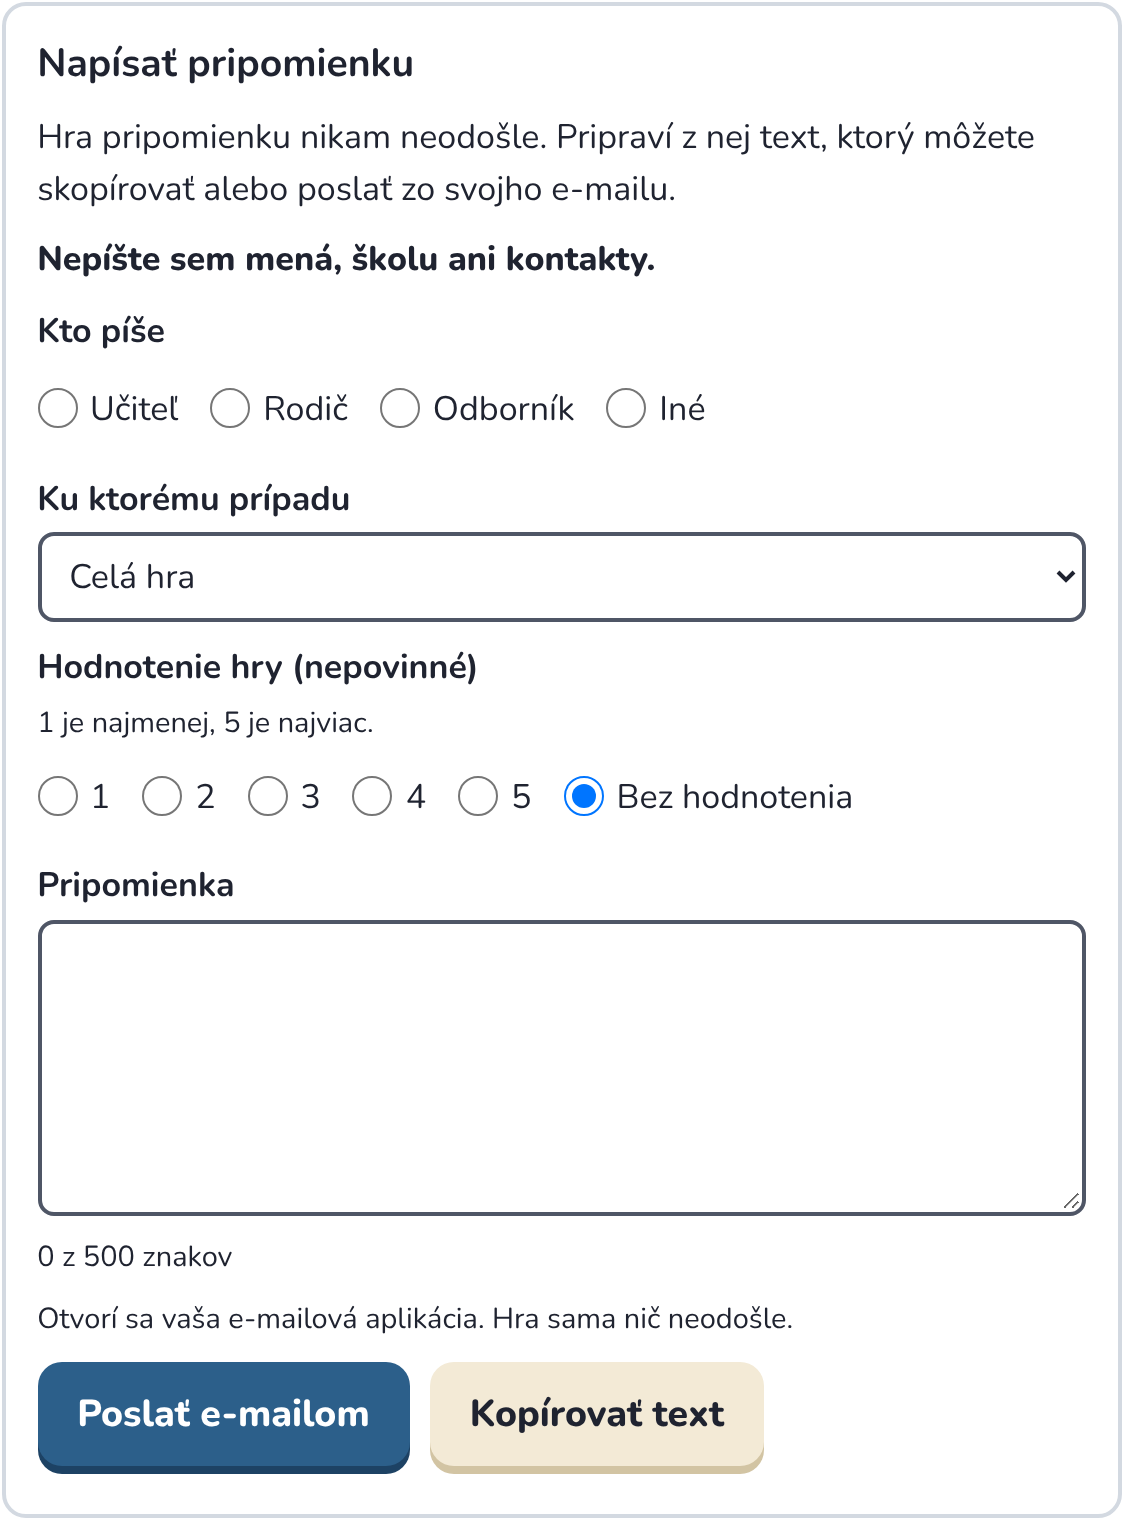 Napísať pripomienku
Hra pripomienku nikam neodošle. Pripraví z nej text, ktorý môžete
skopírovať alebo poslať zo svojho e-mailu.
Nepíšte sem mená, školu ani kontakty.
Kto píše
Učiteľ Rodič Odborník Iné
Ku ktorému prípadu
Celá hra
Hodnotenie hry (nepovinné)
1 je najmenej, 5 je najviac.
1 2 3 4 5 Bez hodnotenia
Pripomienka
0 z 500 znakov
Otvorí sa vaša e-mailová aplikácia. Hra sama nič neodošle.
Poslať e-mailom Kopírovať text